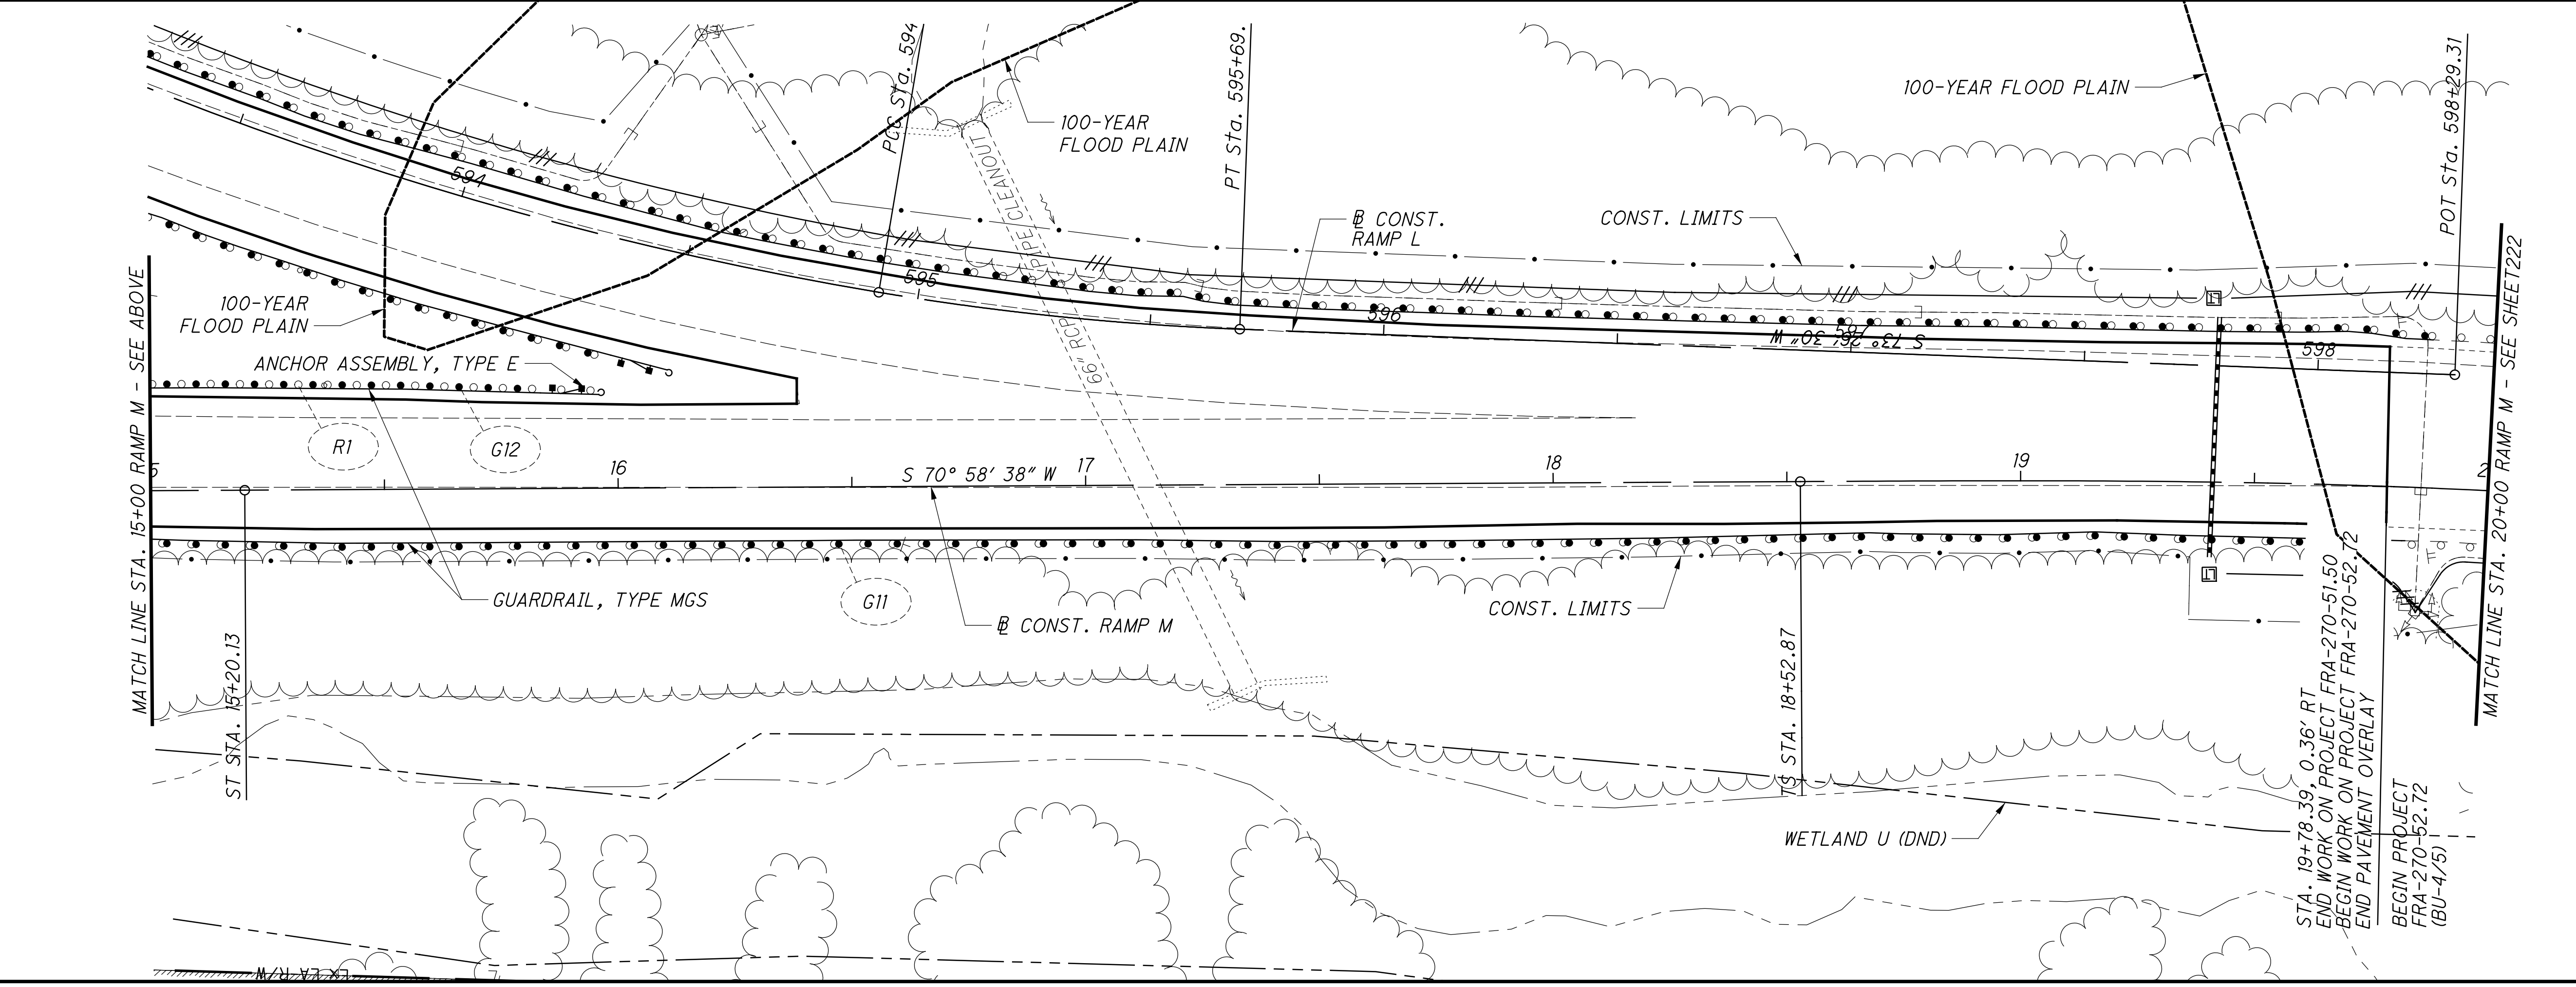 PCS Sta. 594
PT Sta. 595+69.
POT Sta. 598+29.31
100-YEAR
FLOOD PLAIN
100-YEAR FLOOD PLAIN
PIPE CLEANOUT
66" RCP
594
595
596
597
598
S 73° 26' 30" W
℄ CONST.
RAMP L
CONST. LIMITS
17
100-YEAR
FLOOD PLAIN
ANCHOR ASSEMBLY, TYPE E
R1
G12
MATCH LINE STA. 15+00 RAMP M - SEE ABOVE
MATCH LINE STA. 20+00 RAMP M - SEE SHEET222
5
16
17
18
19
2
S 70° 58' 38" W
GUARDRAIL, TYPE MGS
G11
℄ CONST. RAMP M
CONST. LIMITS
17
ST STA. 15+20.13
TS STA. 18+52.87
WETLAND U (DND)
STA. 19+78.39, 0.36' RT
END WORK ON PROJECT FRA-270-51.50
BEGIN WORK ON PROJECT FRA-270-52.72
END PAVEMENT OVERLAY
BEGIN PROJECT
FRA-270-52.72
(BU-4/5)
EX LA R/W